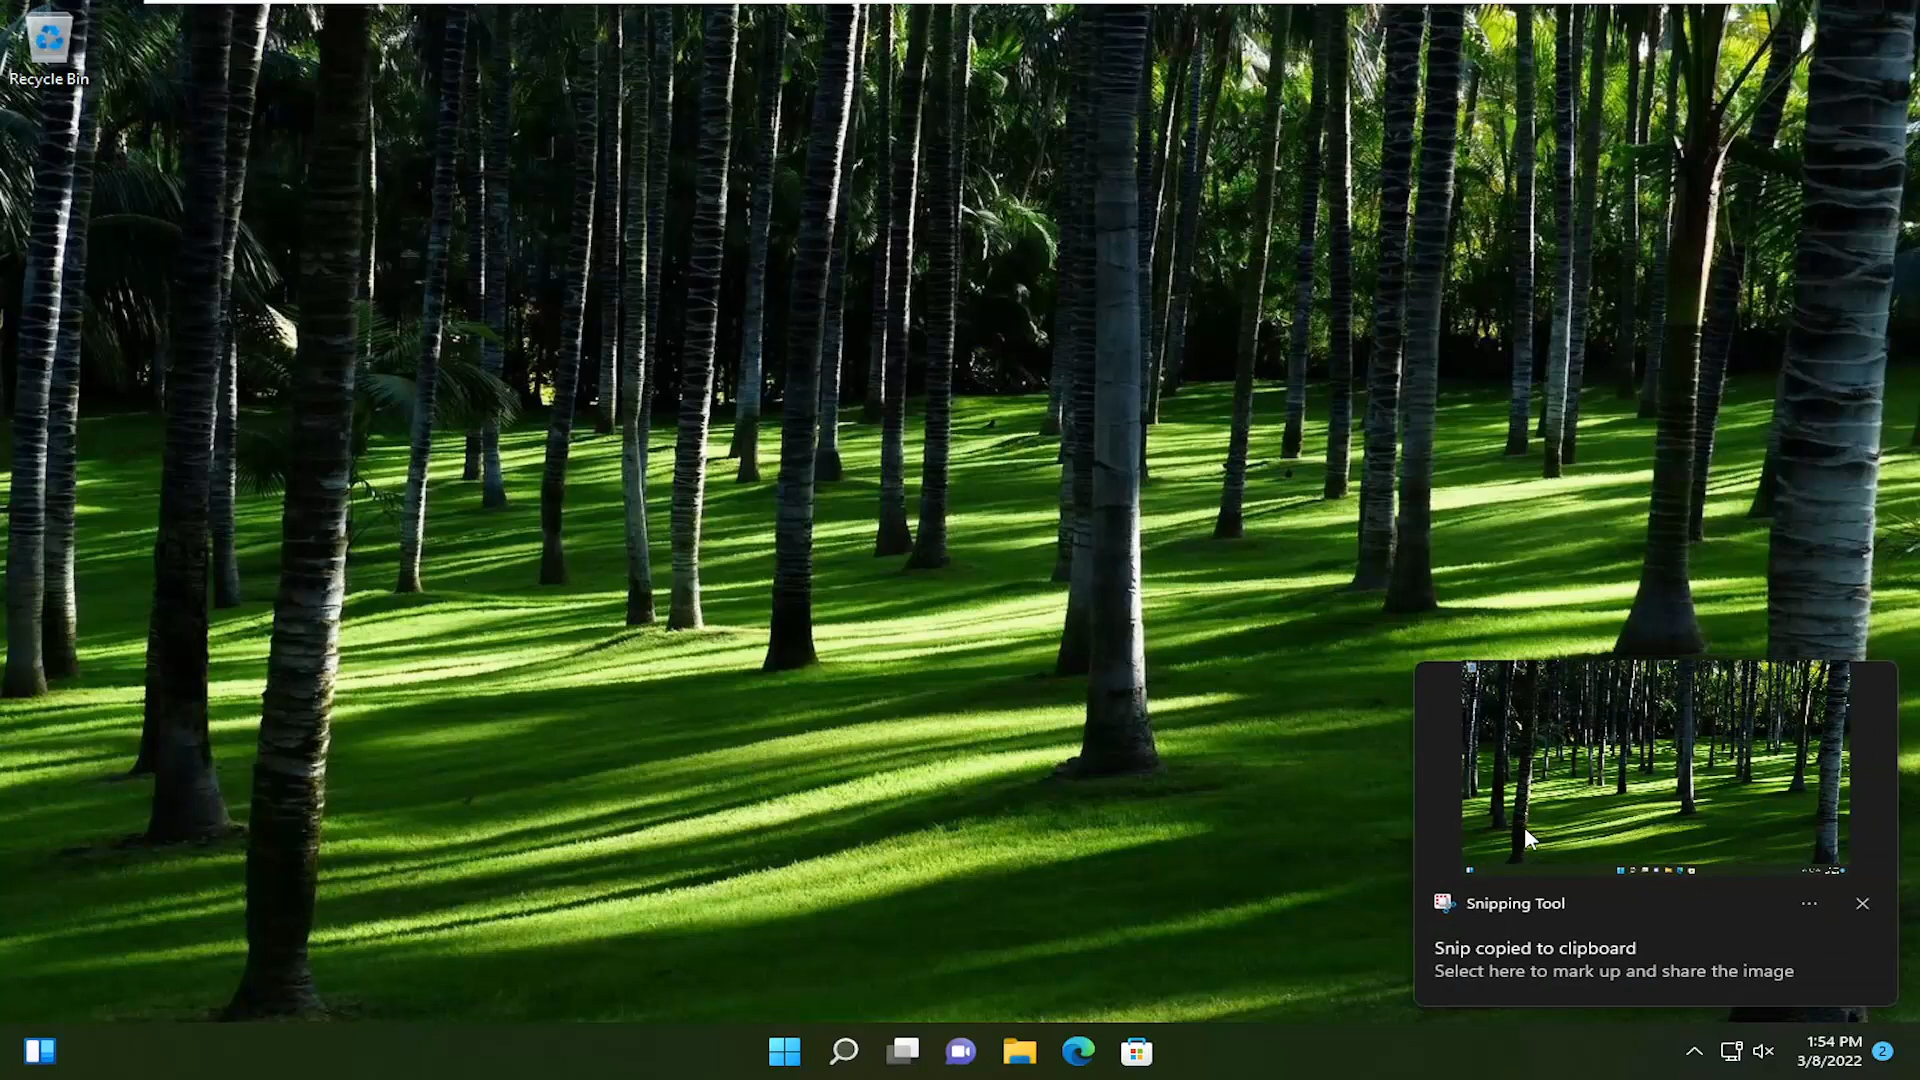 Recycle Bin
Snipping Tool
Snip copied to clipboard
Select here to mark up and share the image
1:54 PM
3/8/2022
2